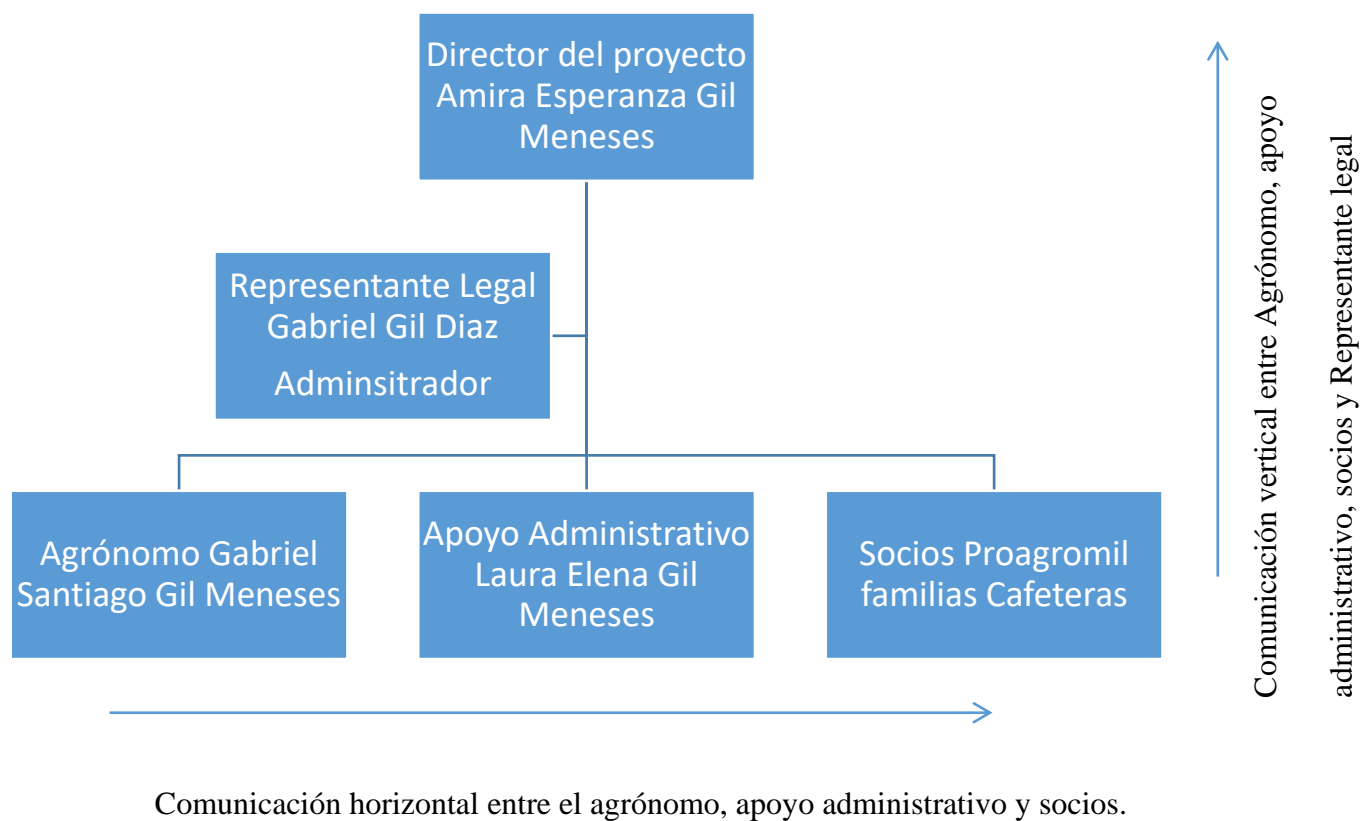 Director del proyecto
Amira Esperanza Gil
Meneses
Representante Legal
Gabriel Gil Diaz
Adminsitrador
Agrónomo Gabriel
Santiago Gil Meneses
Apoyo Administrativo
Laura Elena Gil
Meneses
Socios Proagromil
familias Cafeteras
Comunicación vertical entre Agrónomo, apoyo
administrativo, socios y Representante legal
Comunicación horizontal entre el agrónomo, apoyo administrativo y socios.